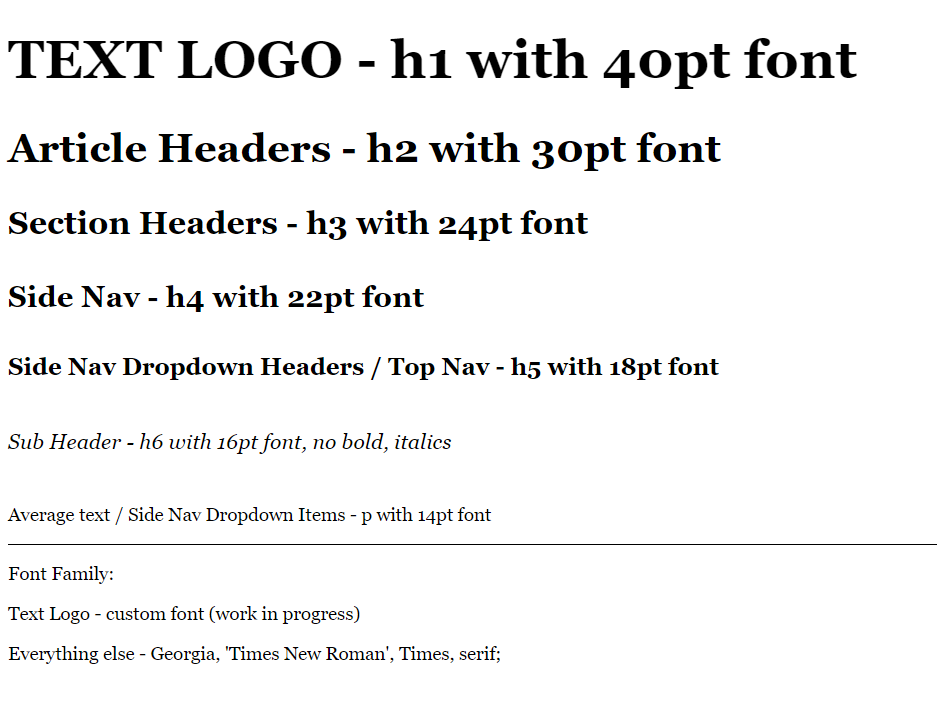 TEXT LOGO - h1 with 40pt font
Article Headers - h2 with 30pt font
Section Headers - h3 with 24pt font
Side Nav - h4 with 22pt font
Side Nav Dropdown Headers / Top Nav - h5 with 18pt font
Sub Header - h6 with 16pt font, no bold, italics
Average text / Side Nav Dropdown Items - p with 14pt font
Font Family:
Text Logo - custom font (work in progress)
Everything else - Georgia, 'Times New Roman', Times, serif;